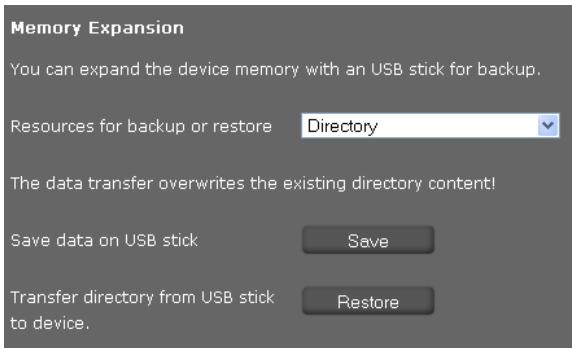 Memory Expansion
You can expand the device memory with an USB stick for backup.
Resources for backup or restore Directory
The data transfer overwrites the existing directory content!
Save data on USB stick Save
Transfer directory from USB stick
to device. Restore